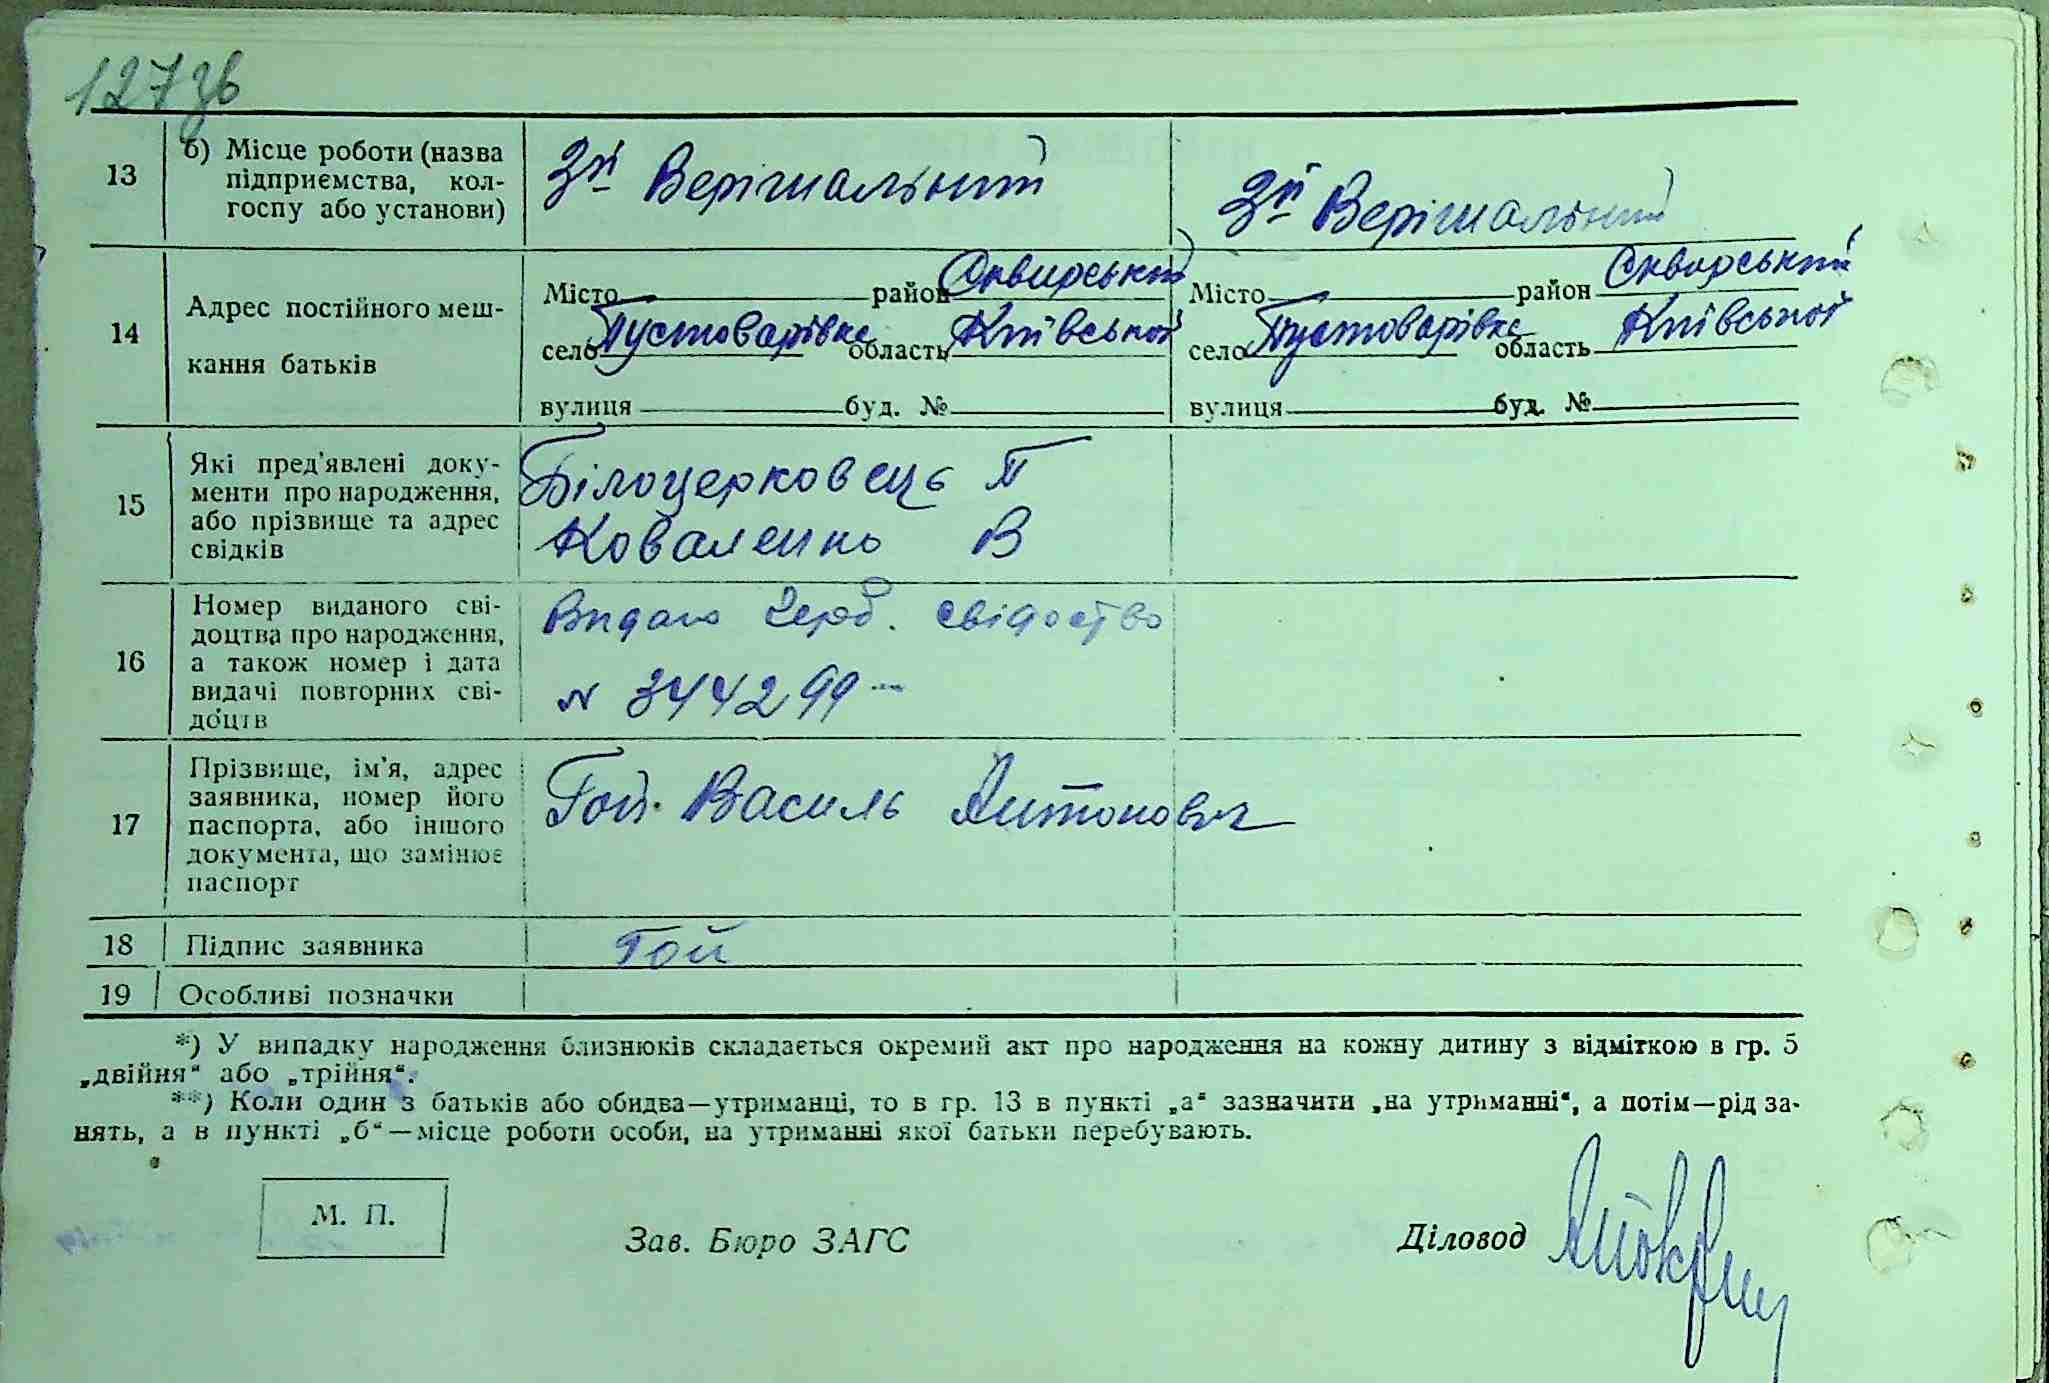 127 зв
13 б) Місце роботи (назва
підприємства, кол-
госпу або установи)
14 Адрес постійного меш-
кання батьків
Місто район Сквирський Місто район Сквирський
село Пустоварівка область Київської село Пустоварівка область Київської
вулиця буд. № вулиця буд. №
15 Які пред'явлені доку-
менти про народження,
або прізвище та адрес
свідків
Білоцерковець П
Коваленко В
16 Номер виданого сві-
доцтва про народження,
а також номер і дата
видачі повторних сві-
доцтв
Видано Герб. свідоство
N 344299
17 Прізвище, ім'я, адрес
заявника, номер його
паспорта, або іншого
документа, що замінює
паспорт
Гой Василь Антонович
18 Підпис заявника Гой
19 Особливі позначки
*) У випадку народження близнюків складається окремий акт про народження на кожну дитину з відміткою в гр. 5
„двійня“ або „трійня“.
**) Коли один з батьків або обидва—утриманці, то в гр. 13 в пункті „а“ зазначити „на утриманні“, а потім—рід за-
нять, а в пункті „б“—місце роботи особи, на утриманні якої батьки перебувають.
М. П.
Зав. Бюро ЗАГС
Діловод